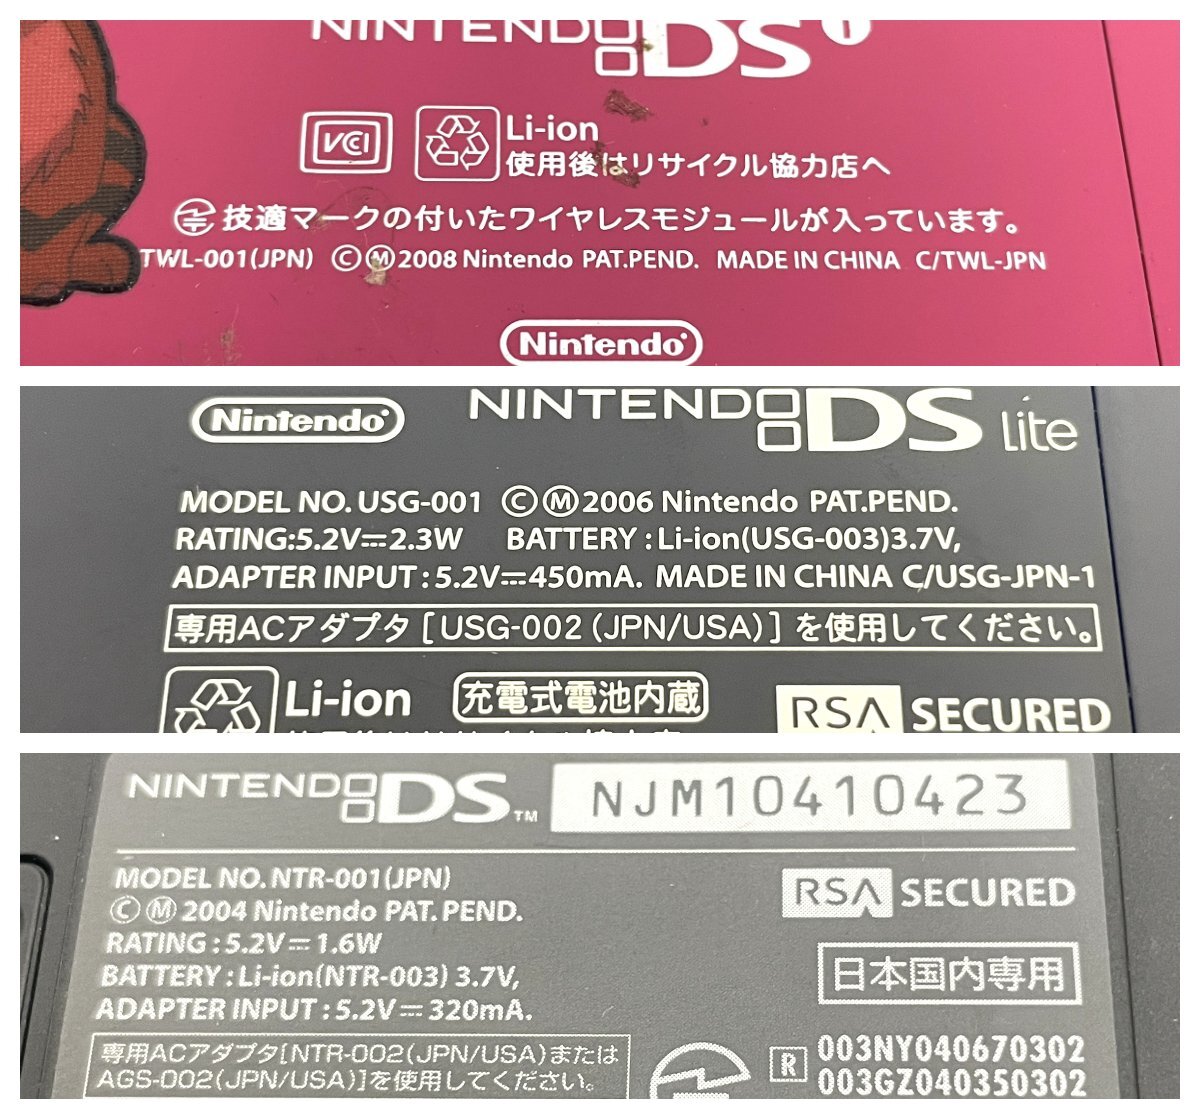 NINTENDO DS i
VCI
Li-ion
使用後はリサイクル協力店へ
技適マークの付いたワイヤレスモジュールが入っています。
TWL-001(JPN) ©Ⓜ2008 Nintendo PAT.PEND. MADE IN CHINA C/TWL-JPN
Nintendo
Nintendo NINTENDO DS Lite
MODEL NO. USG-001 ©Ⓜ2006 Nintendo PAT.PEND.
RATING:5.2V⎓2.3W BATTERY : Li-ion(USG-003)3.7V,
ADAPTER INPUT : 5.2V⎓450mA. MADE IN CHINA C/USG-JPN-1
専用ACアダプタ [USG-002 (JPN/USA)] を使用してください。
Li-ion 充電式電池内蔵 RSA SECURED
NINTENDO DS™ NJM10410423
MODEL NO. NTR-001(JPN)
©Ⓜ 2004 Nintendo PAT. PEND.
RATING : 5.2V⎓1.6W
BATTERY : Li-ion(NTR-003) 3.7V,
ADAPTER INPUT : 5.2V⎓320mA.
専用ACアダプタ[NTR-002(JPN/USA)または
AGS-002(JPN/USA)]を使用してください。
RSA SECURED
日本国内専用
R 003NY040670302
003GZ040350302